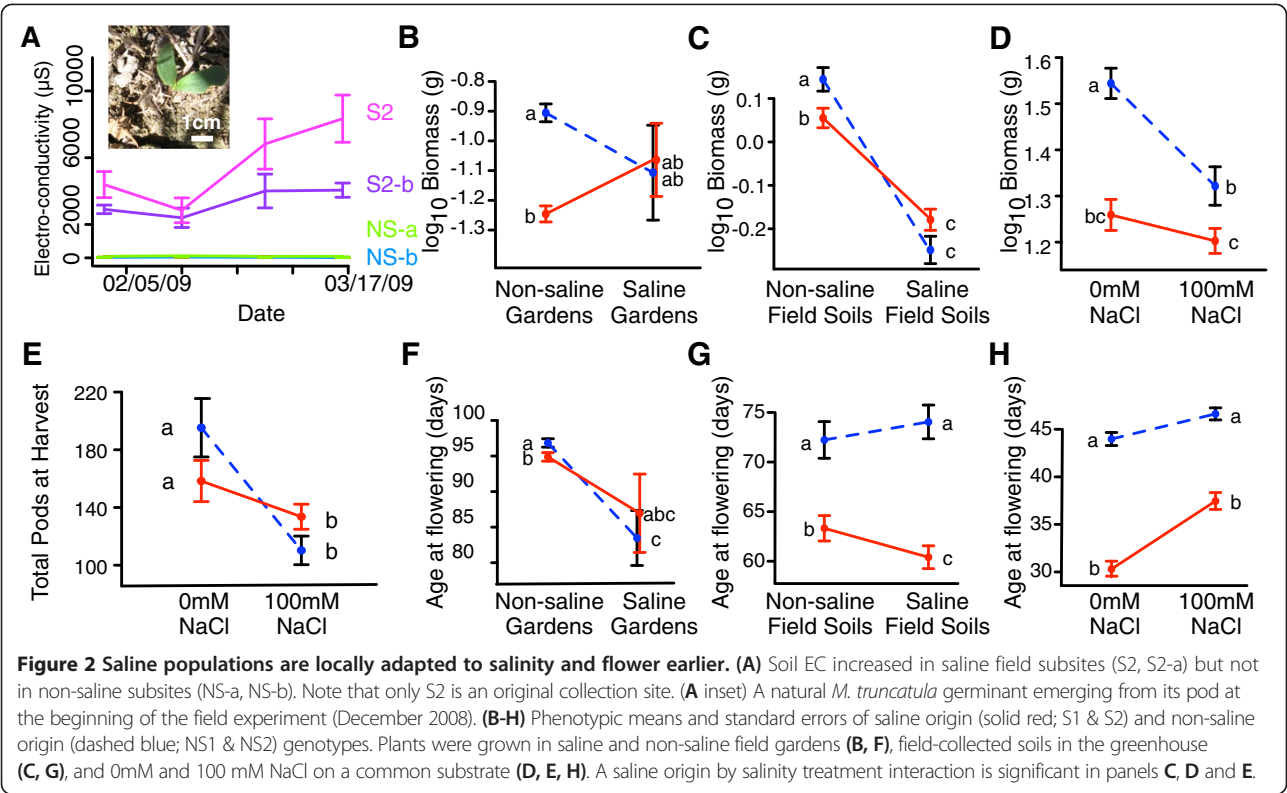 A
Electro-conductivity (µS)
10000
6000
2000
0
1cm
S2
S2-b
NS-a
NS-b
02/05/09
03/17/09
Date
B
log10 Biomass (g)
-0.8
-0.9
-1.0
-1.1
-1.2
-1.3
a
b
ab
ab
Non-saline
Gardens
Saline
Gardens
C
log10 Biomass (g)
0.1
0.0
-0.1
-0.2
a
b
c
c
Non-saline
Field Soils
Saline
Field Soils
D
log10 Biomass (g)
1.6
1.5
1.4
1.3
1.2
a
bc
b
c
0mM
NaCl
100mM
NaCl
E
Total Pods at Harvest
220
180
140
100
a
a
b
b
0mM
NaCl
100mM
NaCl
F
Age at flowering (days)
100
95
90
85
80
a
b
abc
c
Non-saline
Gardens
Saline
Gardens
G
Age at flowering (days)
75
70
65
60
a
b
a
c
Non-saline
Field Soils
Saline
Field Soils
H
Age at flowering (days)
45
40
35
30
a
b
a
b
0mM
NaCl
100mM
NaCl
Figure 2 Saline populations are locally adapted to salinity and flower earlier. (A) Soil EC increased in saline field subsites (S2, S2-a) but not
in non-saline subsites (NS-a, NS-b). Note that only S2 is an original collection site. (A inset) A natural M. truncatula germinant emerging from its pod at
the beginning of the field experiment (December 2008). (B-H) Phenotypic means and standard errors of saline origin (solid red; S1 & S2) and non-saline
origin (dashed blue; NS1 & NS2) genotypes. Plants were grown in saline and non-saline field gardens (B, F), field-collected soils in the greenhouse
(C, G), and 0mM and 100 mM NaCl on a common substrate (D, E, H). A saline origin by salinity treatment interaction is significant in panels C, D and E.